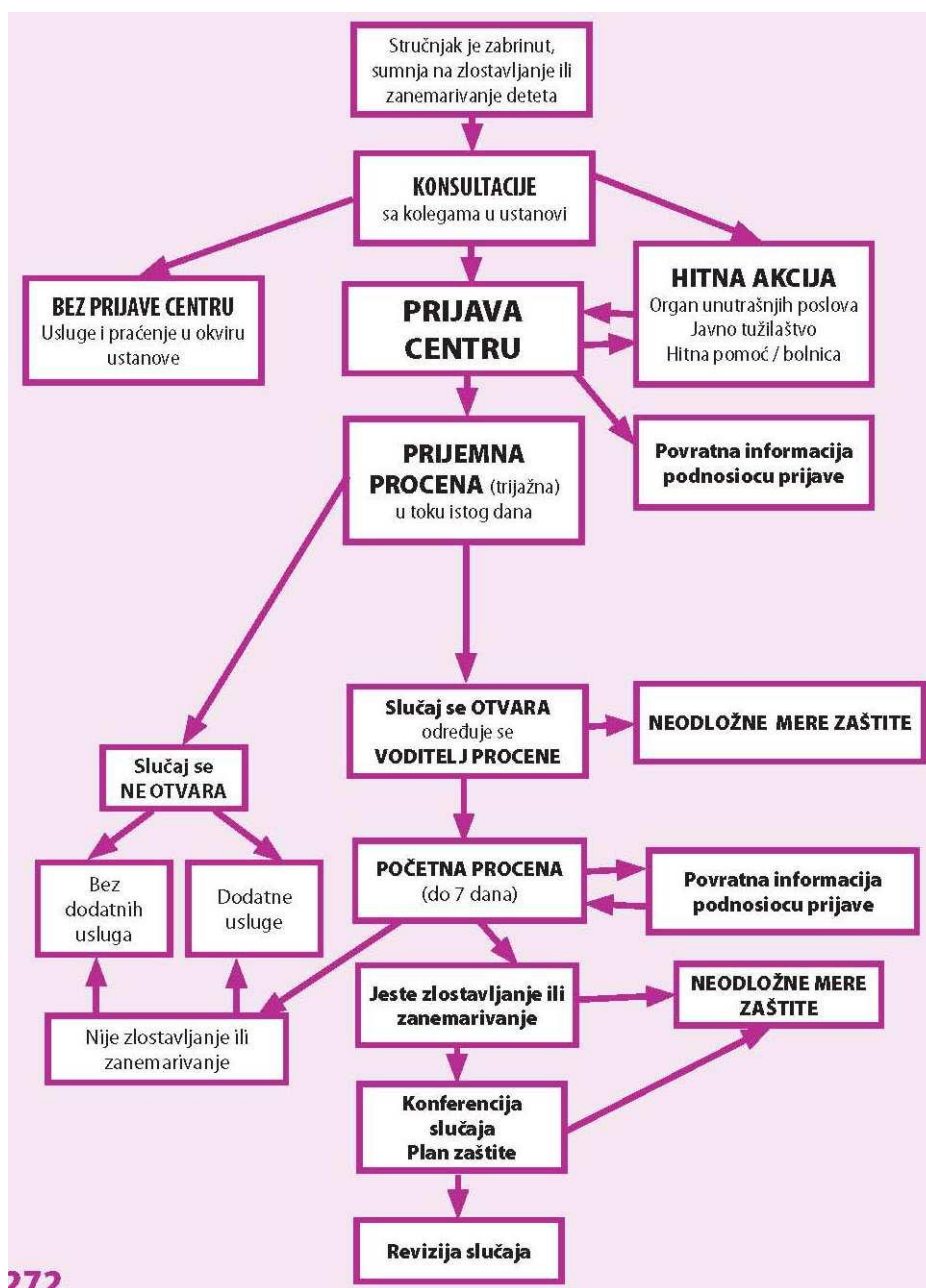 Stručnjak je zabrinut,
sumnja na zlostavljanje ili
zanemarivanje deteta
KONSULTACIJE
sa kolegama u ustanovi
BEZ PRIJAVE CENTRU
Usluge i praćenje u okviru
ustanove
PRIJAVA
CENTRU
HITNA AKCIJA
Organ unutrašnjih poslova
Javno tužilaštvo
Hitna pomoć / bolnica
PRIJEMNA
PROCENA (trijažna)
u toku istog dana
Povratna informacija
podnosiocu prijave
Slučaj se OTVARA
određuje se
VODITELJ PROCENE
NEODLOŽNE MERE ZAŠTITE
Slučaj se
NE OTVARA
Bez
dodatnih
usluga
Dodatne
usluge
POČETNA PROCENA
(do 7 dana)
Povratna informacija
podnosiocu prijave
Nije zlostavljanje ili
zanemarivanje
Jeste zlostavljanje ili
zanemarivanje
NEODLOŽNE MERE
ZAŠTITE
Konferencija
slučaja
Plan zaštite
Revizija slučaja
272